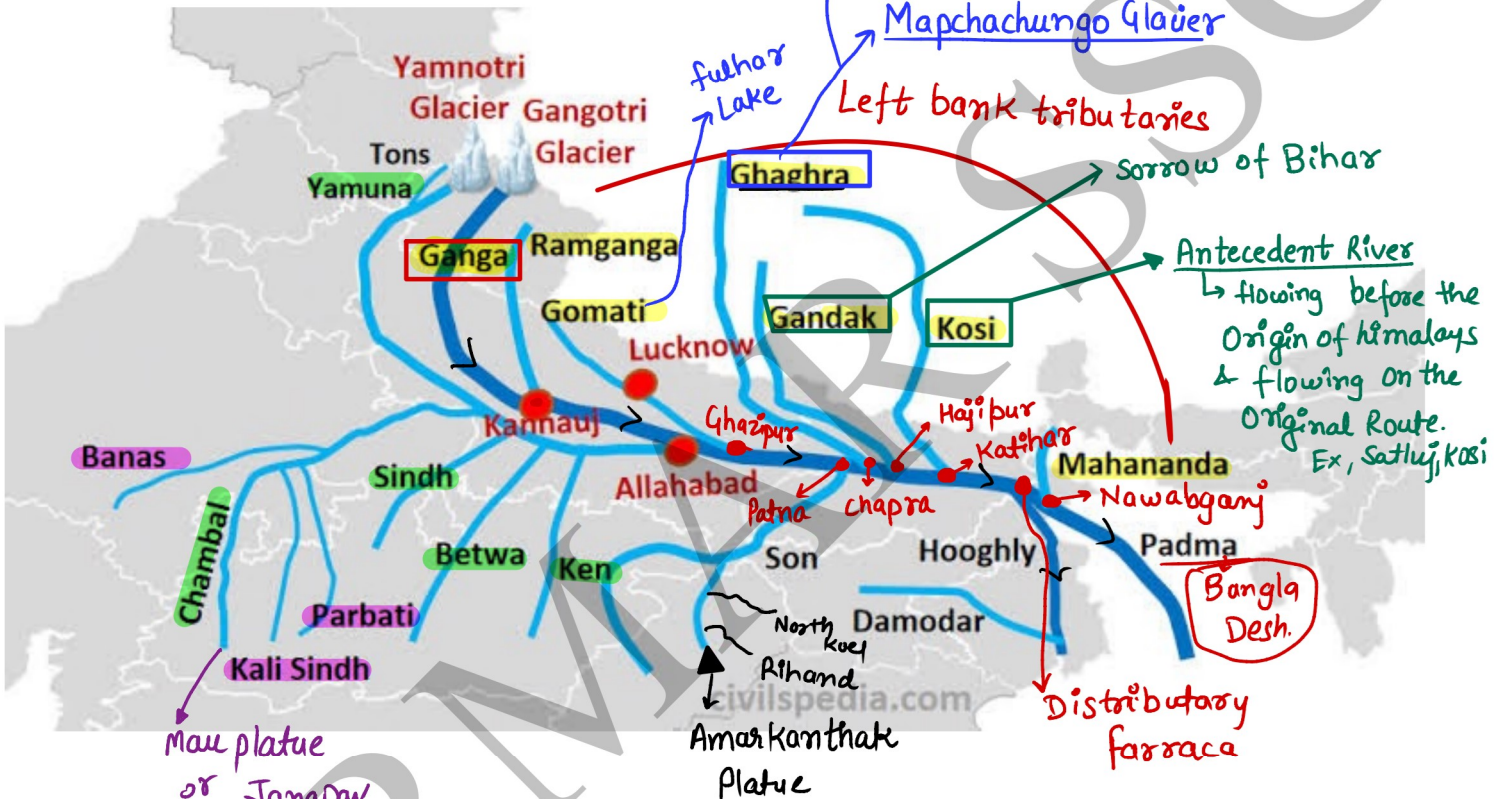 Mapchachungo Glacier
fulhar
Lake
Left bank tributaries
Yamnotri
Glacier
Gangotri
Glacier
Tons
Yamuna
Ghaghra
Sorrow of Bihar
Ganga
Ramganga
Gomati
Gandak
Kosi
Antecedent River
↳ flowing before the
Origin of himalays
& flowing on the
Original Route.
Ex, Satluj, Kosi
Lucknow
Kannauj
Ghazipur
Hajipur
Katihar
Banas
Sindh
Allahabad
Patna
chapra
Mahananda
Nawabganj
Chambal
Betwa
Ken
Son
Hooghly
Padma
Bangla
Desh.
Parbati
North
Koel
Damodar
Kali Sindh
Rihand
civilspedia.com
Distributary
farraca
Mau platue
or
Amarkanthak
Platue